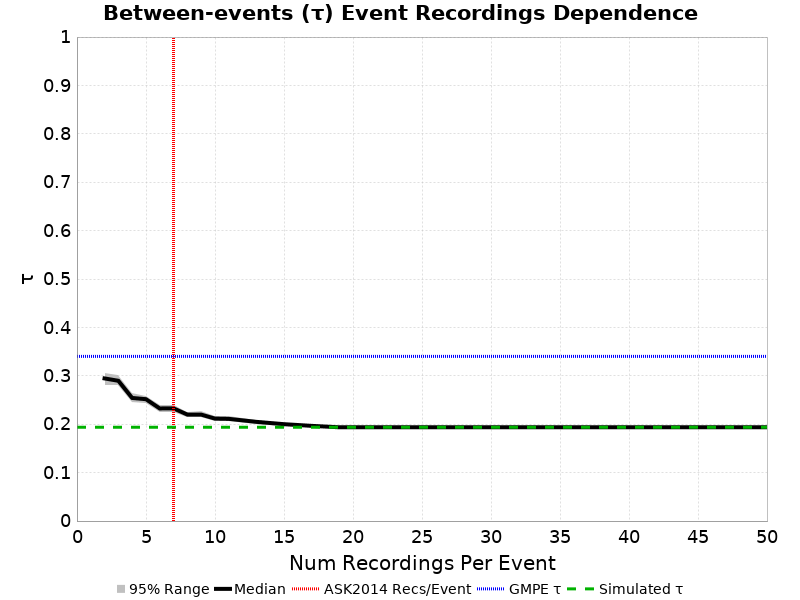 Between-events (τ) Event Recordings Dependence
1
0.9
0.8
0.7
0.6
0.5
0.4
0.3
0.2
0.1
0
τ
0 5 10 15 20 25 30 35 40 45 50
Num Recordings Per Event
95% Range Median ASK2014 Recs/Event GMPE τ Simulated τ